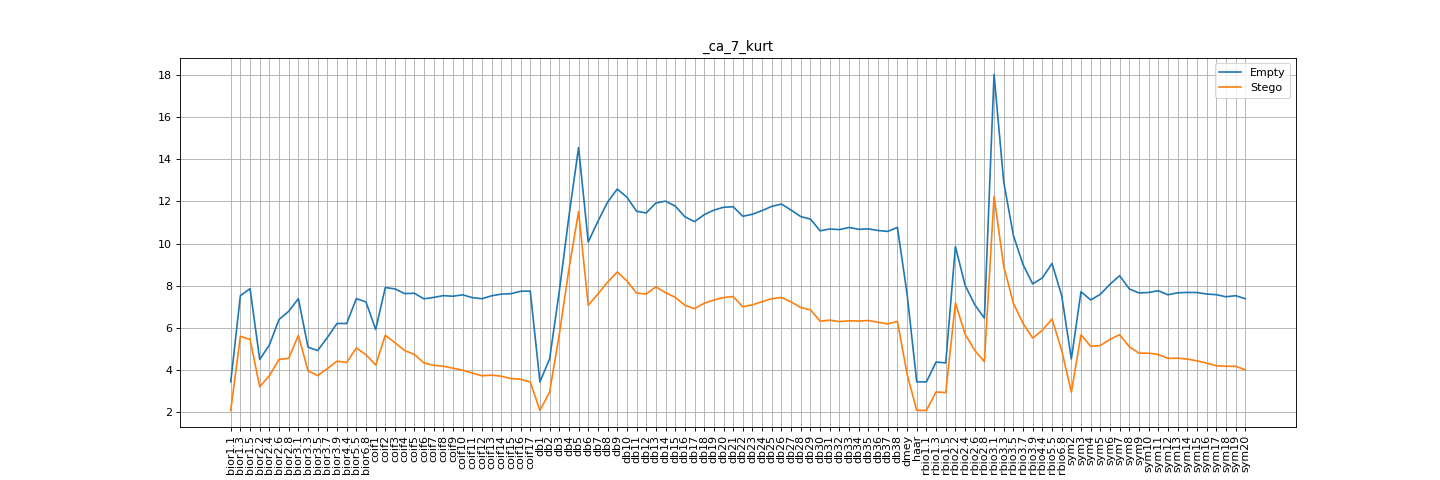 _ca_7_kurt
Empty
Stego
18
16
14
12
10
8
6
4
2
bior1.1
bior1.3
bior1.5
bior2.2
bior2.4
bior2.6
bior2.8
bior3.1
bior3.3
bior3.5
bior3.7
bior3.9
bior4.4
bior5.5
bior6.8
coif1
coif2
coif3
coif4
coif5
coif6
coif7
coif8
coif9
coif10
coif11
coif12
coif13
coif14
coif15
coif16
coif17
db1
db2
db3
db4
db5
db6
db7
db8
db9
db10
db11
db12
db13
db14
db15
db16
db17
db18
db19
db20
db21
db22
db23
db24
db25
db26
db27
db28
db29
db30
db31
db32
db33
db34
db35
db36
db37
db38
dmey
haar
rbio1.1
rbio1.3
rbio1.5
rbio2.2
rbio2.4
rbio2.6
rbio2.8
rbio3.1
rbio3.3
rbio3.5
rbio3.7
rbio3.9
rbio4.4
rbio5.5
rbio6.8
sym2
sym3
sym4
sym5
sym6
sym7
sym8
sym9
sym10
sym11
sym12
sym13
sym14
sym15
sym16
sym17
sym18
sym19
sym20